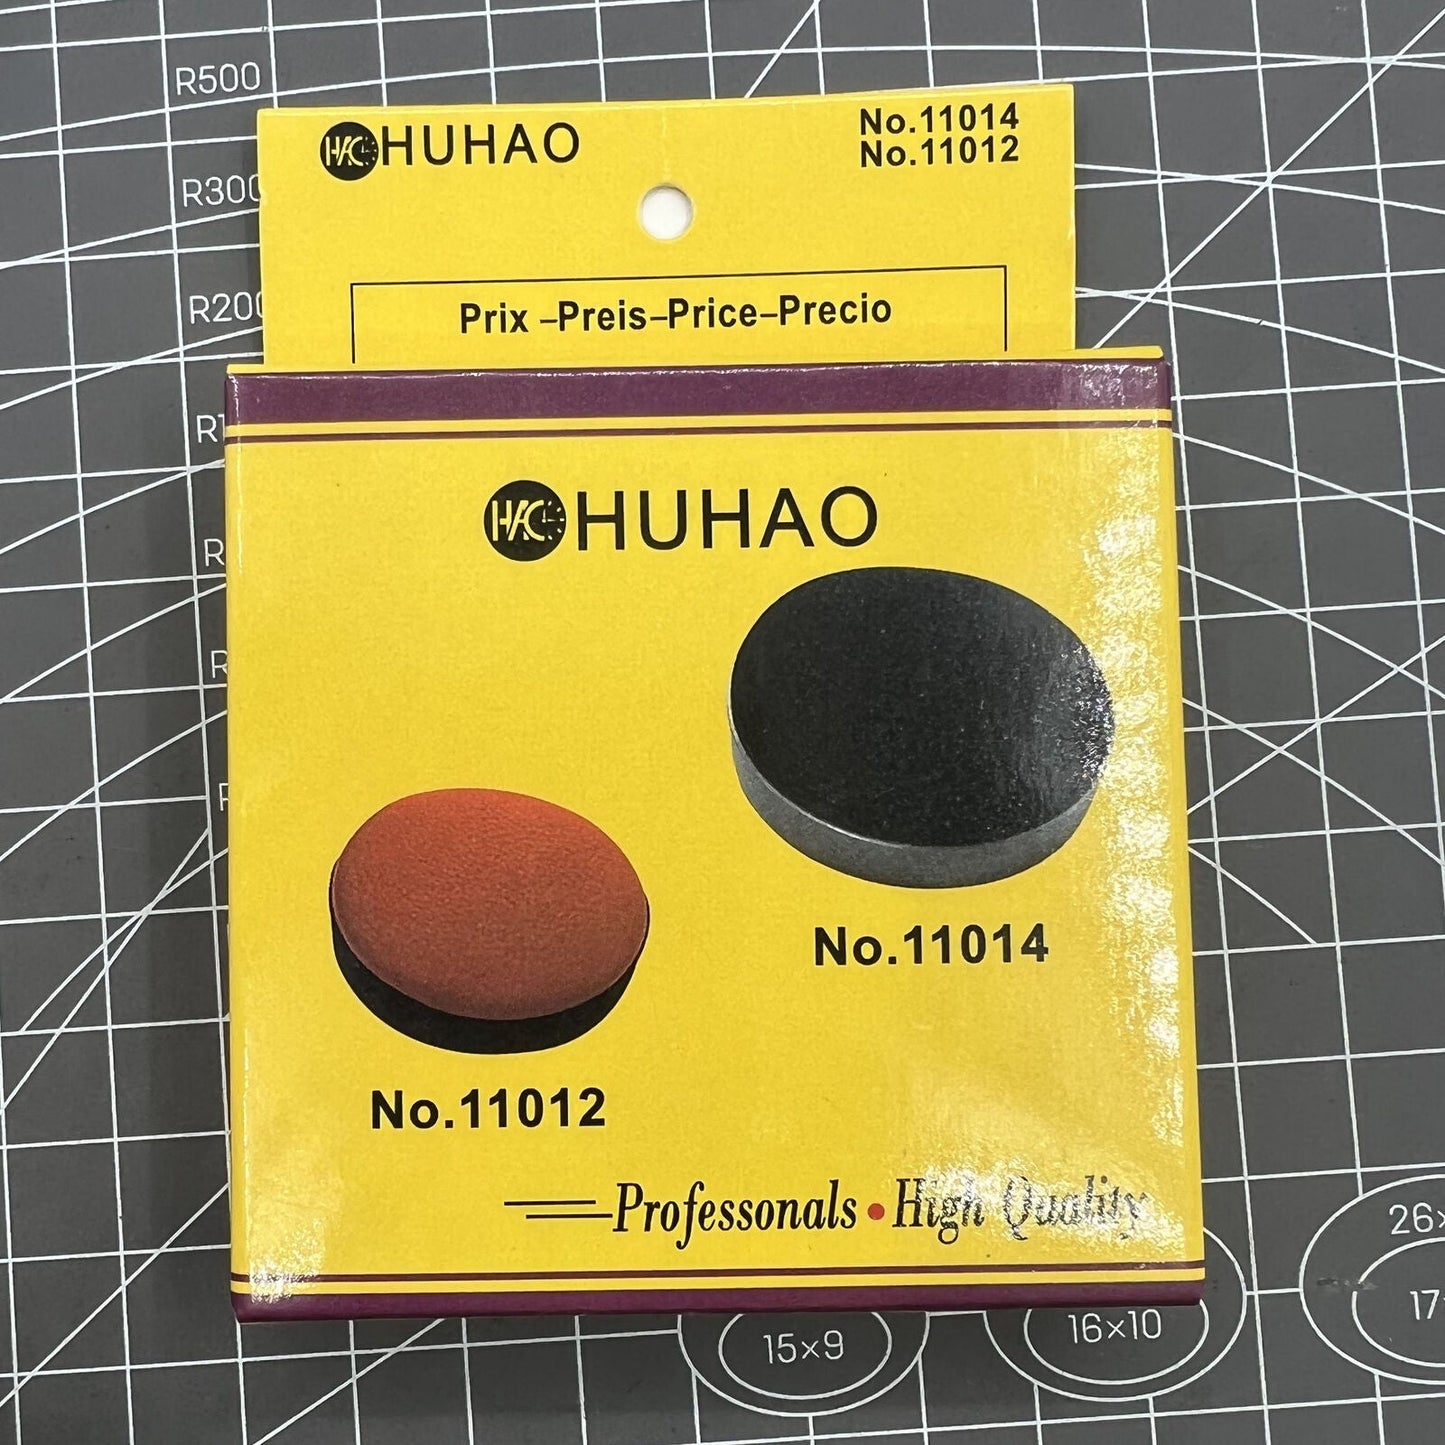 R500
HUHAO
No.11014
No.11012
R300
R200
Prix –Preis–Price–Precio
HAC HUHAO
No.11014
No.11012
Professonals • High Quality
15×9
16×10